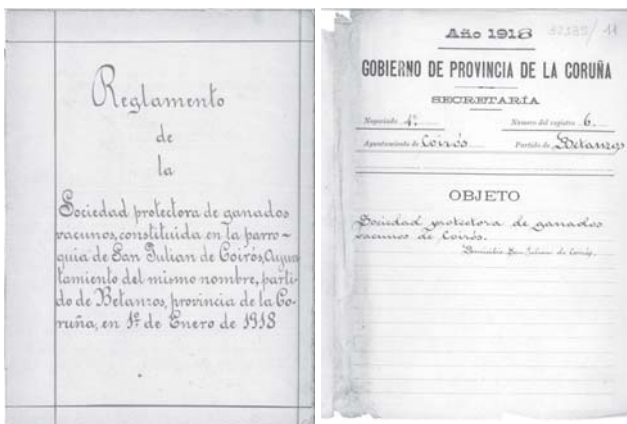 Reglamento
de
la
Sociedad protectora de ganados
vacunos, constituida en la parro-
quia de San Julian de Coirós, Ayun
tamiento del mismo nombre, parti-
do de Betanzos, provincia de la Co-
ruña, en 1º de Enero de 1918
Año 1918
GOBIERNO DE PROVINCIA DE LA CORUÑA
SECRETARÍA
Negociado 4º Número del registro 6.
Ayuntamiento de Coirós Partido de Betanzos
OBJETO
Sociedad protectora de ganados
vacunos de Coirós.
Domicilio San Julian de Coirós.